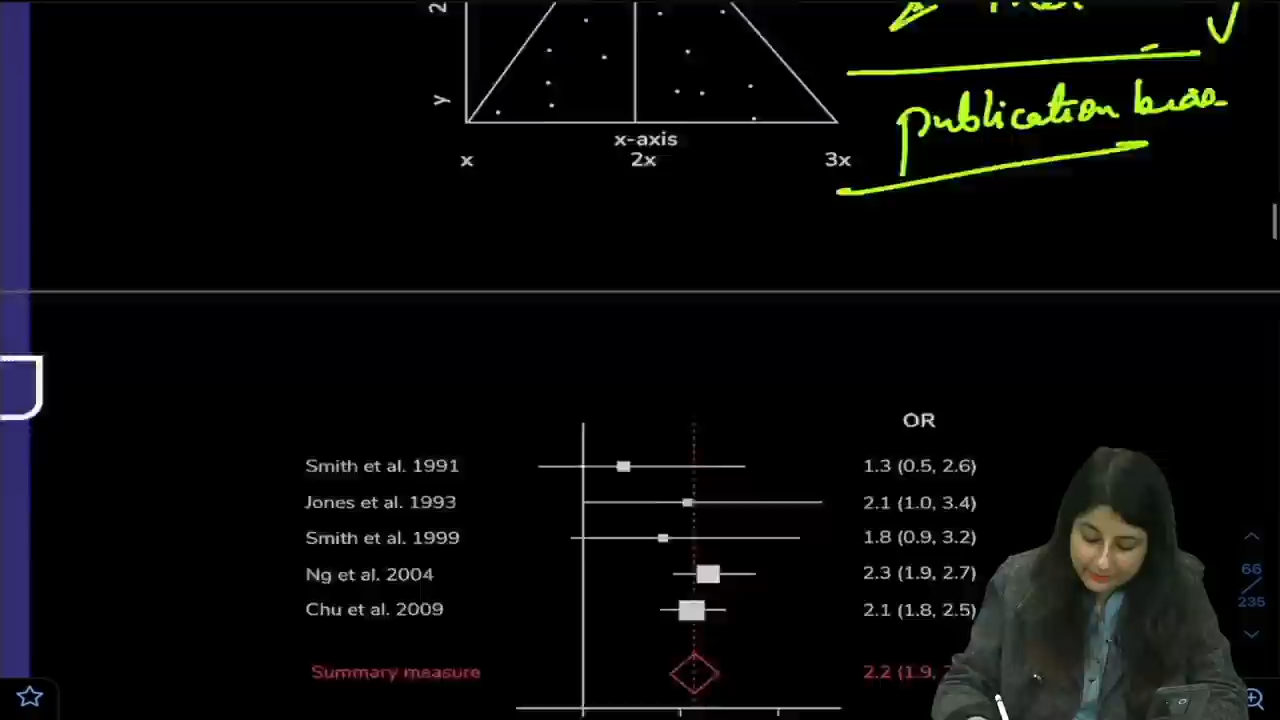 2
y
x-axis
x 2x 3x
publication bias
OR
Smith et al. 1991 1.3 (0.5, 2.6)
Jones et al. 1993 2.1 (1.0, 3.4)
Smith et al. 1999 1.8 (0.9, 3.2)
Ng et al. 2004 2.3 (1.9, 2.7)
Chu et al. 2009 2.1 (1.8, 2.5)
Summary measure 2.2 (1.9,
66
235